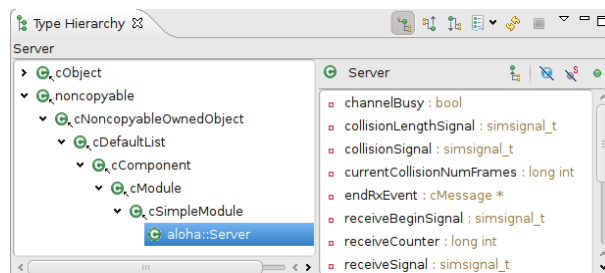 Type Hierarchy
Server
cObject
noncopyable
cNoncopyableOwnedObject
cDefaultList
cComponent
cModule
cSimpleModule
aloha::Server
Server
channelBusy : bool
collisionLengthSignal : simsignal_t
collisionSignal : simsignal_t
currentCollisionNumFrames : long int
endRxEvent : cMessage *
receiveBeginSignal : simsignal_t
receiveCounter : long int
receiveSignal : simsignal_t